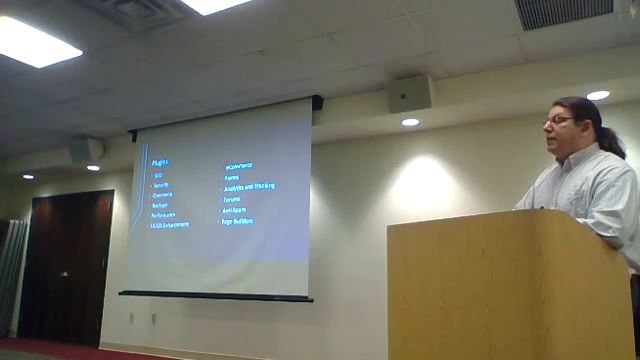 Plugins
• SEO
• Security
• Comments
• Backups
• Performance
• UI/UX Enhancement
• eCommerce
• Forms
• Analytics and Tracking
• Forums
• Anti-Spam
• Page Builders